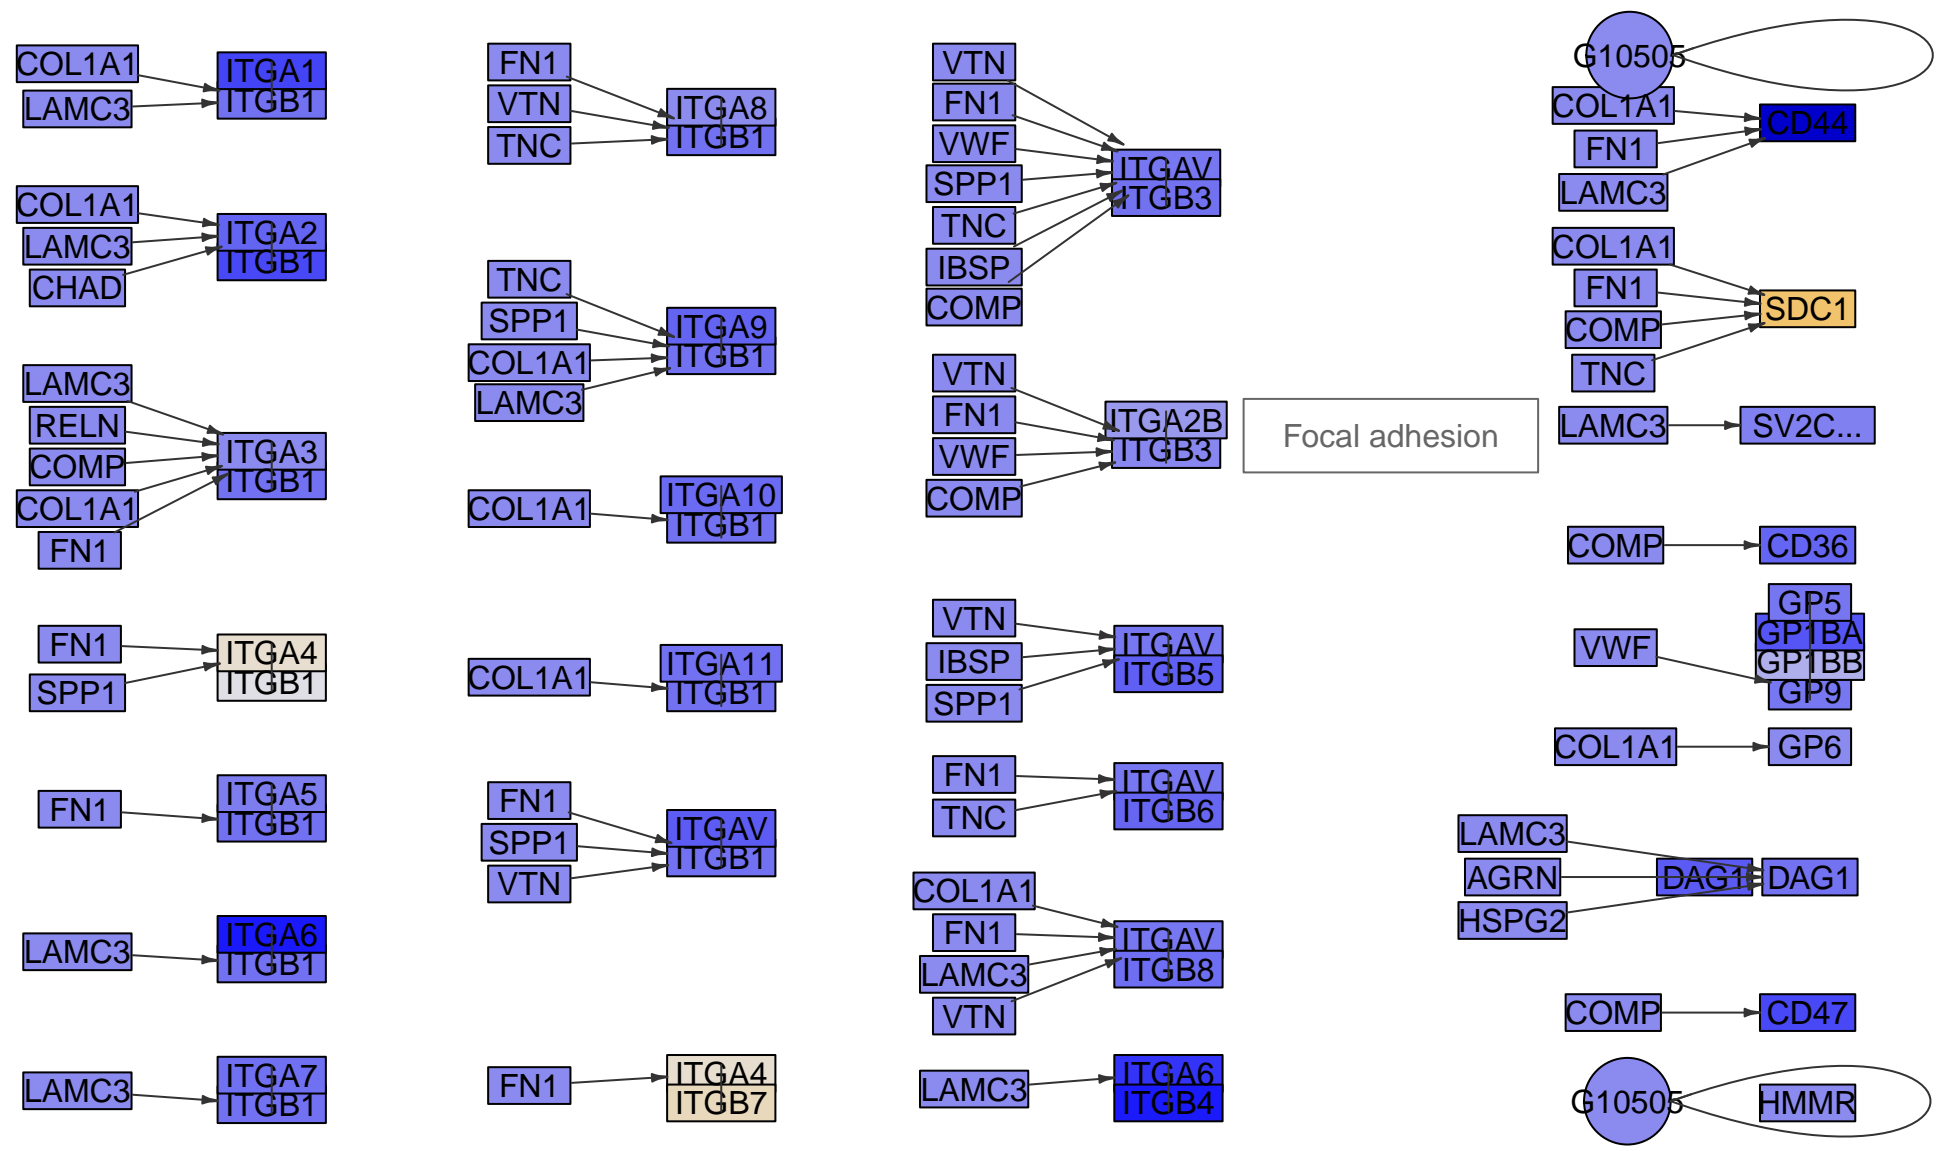 COL1A1
LAMC3
ITGA1
ITGB1
COL1A1
LAMC3
CHAD
ITGA2
ITGB1
LAMC3
RELN
COMP
COL1A1
FN1
ITGA3
ITGB1
FN1
SPP1
ITGA4
ITGB1
FN1
ITGA5
ITGB1
LAMC3
ITGA6
ITGB1
LAMC3
ITGA7
ITGB1
FN1
VTN
TNC
ITGA8
ITGB1
TNC
SPP1
COL1A1
LAMC3
ITGA9
ITGB1
COL1A1
ITGA10
ITGB1
COL1A1
ITGA11
ITGB1
FN1
SPP1
VTN
ITGAV
ITGB1
FN1
ITGA4
ITGB7
VTN
FN1
VWF
SPP1
TNC
IBSP
COMP
ITGAV
ITGB3
VTN
FN1
VWF
COMP
ITGA2B
ITGB3
Focal adhesion
VTN
IBSP
SPP1
ITGAV
ITGB5
FN1
TNC
ITGAV
ITGB6
COL1A1
FN1
LAMC3
VTN
ITGAV
ITGB8
LAMC3
ITGA6
ITGB4
G10505
COL1A1
FN1
LAMC3
CD44
COL1A1
FN1
COMP
TNC
SDC1
LAMC3
SV2C...
COMP
CD36
VWF
GP5
GP1BA
GP1BB
GP9
COL1A1
GP6
LAMC3
AGRN
HSPG2
DAG1
DAG1
COMP
CD47
G10505
HMMR